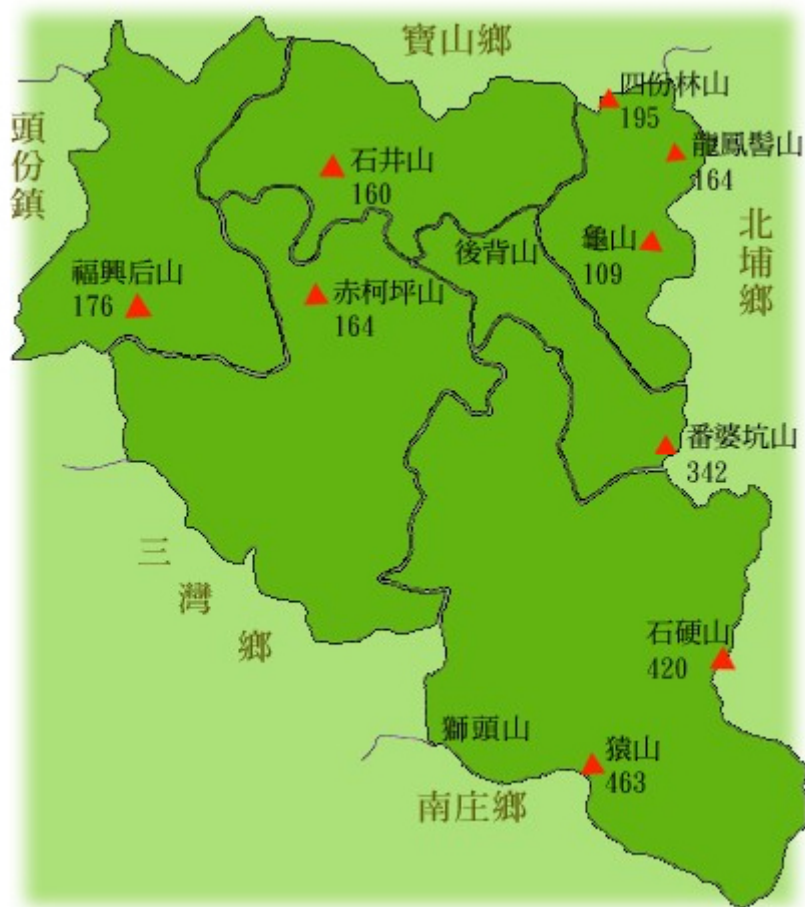 寶山鄉
四份林山
195
頭份鎮
龍鳳髻山
164
石井山
160
北埔鄉
龜山
109
後背山
福興后山
176
赤柯坪山
164
番婆坑山
342
三灣鄉
石硬山
420
獅頭山
猿山
463
南庄鄉